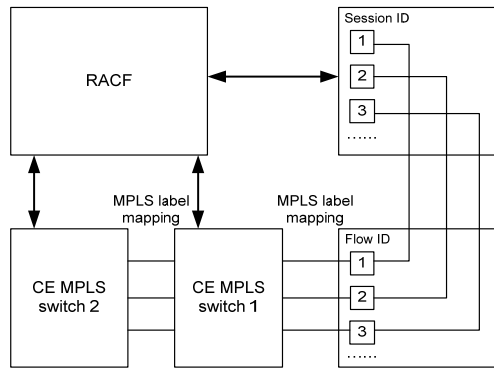 Session ID
1
2
3
……
RACF
MPLS label
mapping
MPLS label
mapping
Flow ID
1
2
3
……
CE MPLS
switch 2
CE MPLS
switch 1